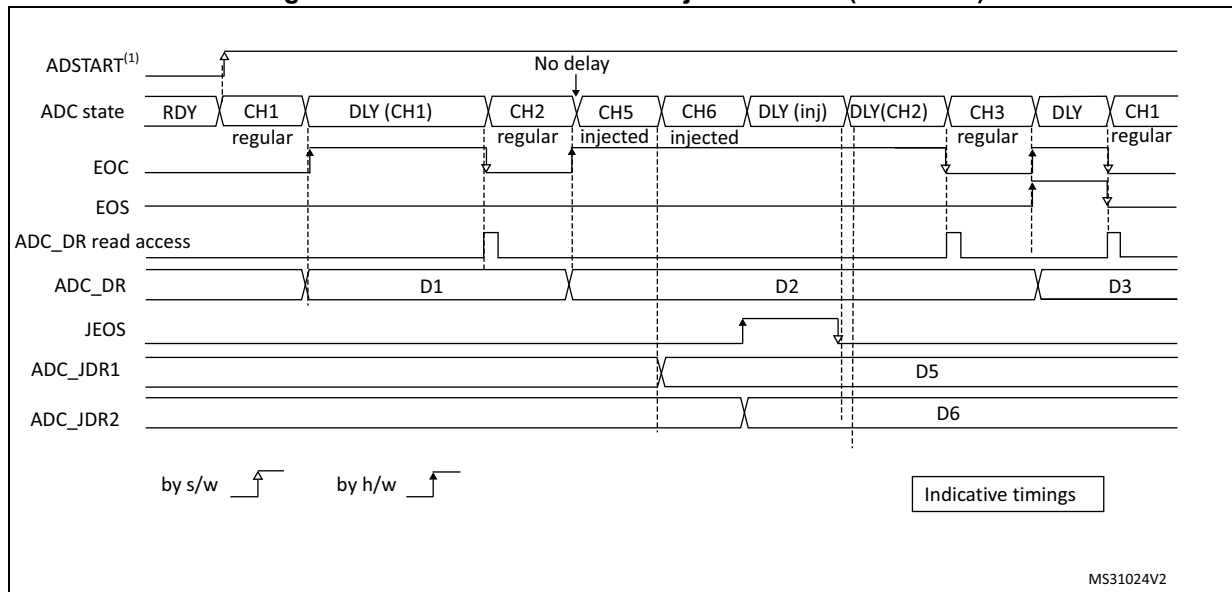 ADSTART(1)
No delay
ADC state RDY CH1 DLY (CH1) CH2 CH5 CH6 DLY (inj) DLY(CH2) CH3 DLY CH1
regular regular injected injected regular regular
EOC
EOS
ADC_DR read access
ADC_DR D1 D2 D3
JEOS
ADC_JDR1 D5
ADC_JDR2 D6
by s/w by h/w Indicative timings
MS31024V2